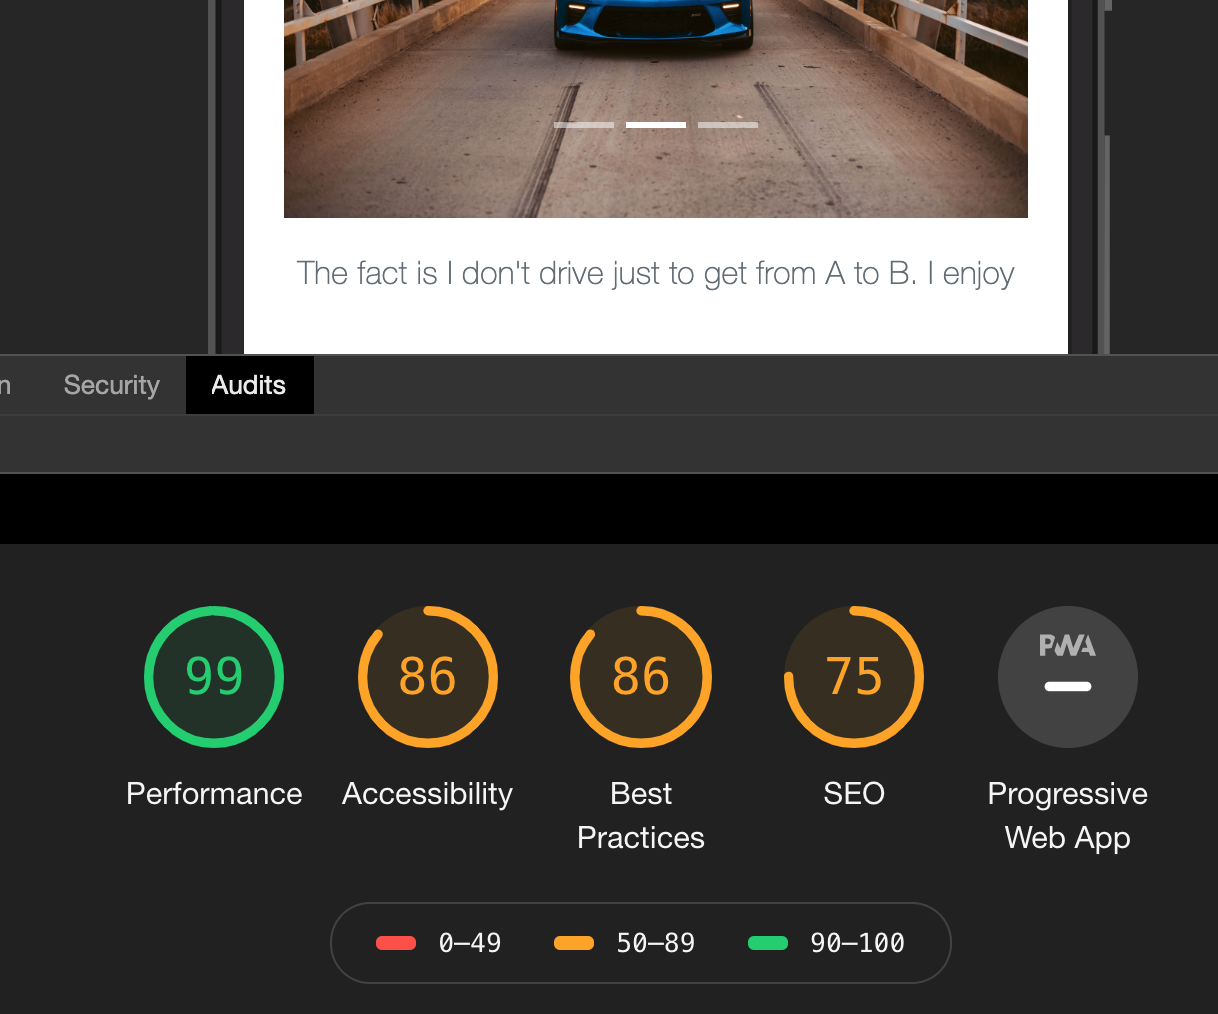 The fact is I don't drive just to get from A to B. I enjoy
n Security Audits
99 86 86 75 PWA
Performance Accessibility Best Practices SEO Progressive Web App
0–49 50–89 90–100